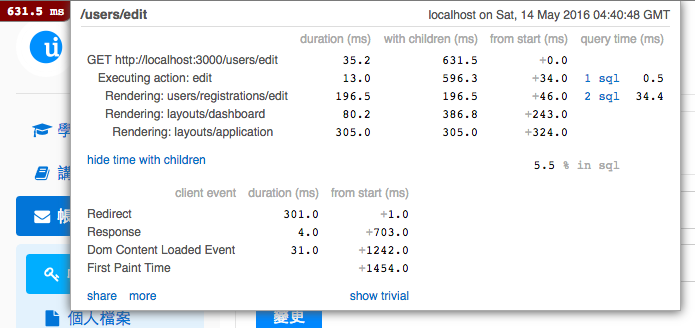 631.5 ms
/users/edit localhost on Sat, 14 May 2016 04:40:48 GMT
duration (ms) with children (ms) from start (ms) query time (ms)
GET http://localhost:3000/users/edit 35.2 631.5 +0.0
Executing action: edit 13.0 596.3 +34.0 1 sql 0.5
Rendering: users/registrations/edit 196.5 196.5 +46.0 2 sql 34.4
Rendering: layouts/dashboard 80.2 386.8 +243.0
Rendering: layouts/application 305.0 305.0 +324.0
hide time with children 5.5 % in sql
client event duration (ms) from start (ms)
Redirect 301.0 +1.0
Response 4.0 +703.0
Dom Content Loaded Event 31.0 +1242.0
First Paint Time +1454.0
share more show trivial
個人檔案
變更